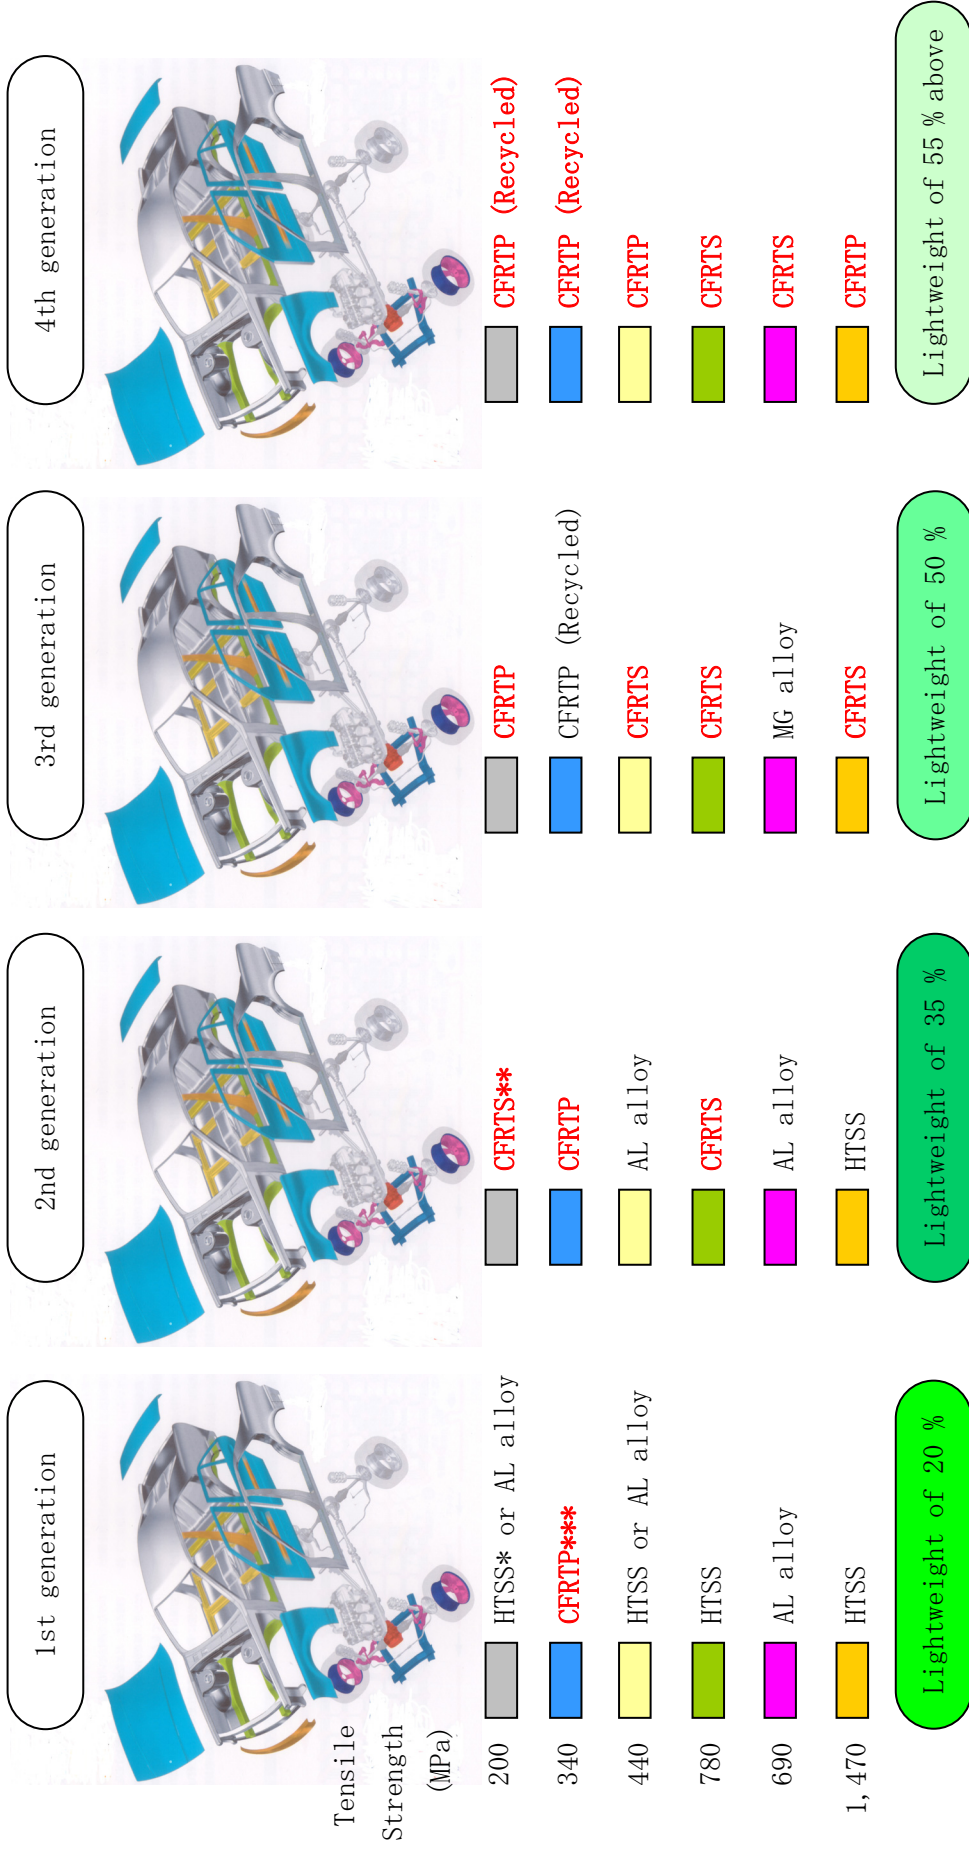 1st generation
2nd generation
3rd generation
4th generation
Tensile
Strength
(MPa)
200
HTSS* or AL alloy
CFRTS**
CFRTP
CFRTP (Recycled)
340
CFRTP***
CFRTP
CFRTP (Recycled)
CFRTP (Recycled)
440
HTSS or AL alloy
AL alloy
CFRTS
CFRTP
780
HTSS
CFRTS
CFRTS
CFRTS
690
AL alloy
AL alloy
MG alloy
CFRTS
1,470
HTSS
HTSS
CFRTS
CFRTP
Lightweight of 20 %
Lightweight of 35 %
Lightweight of 50 %
Lightweight of 55 % above